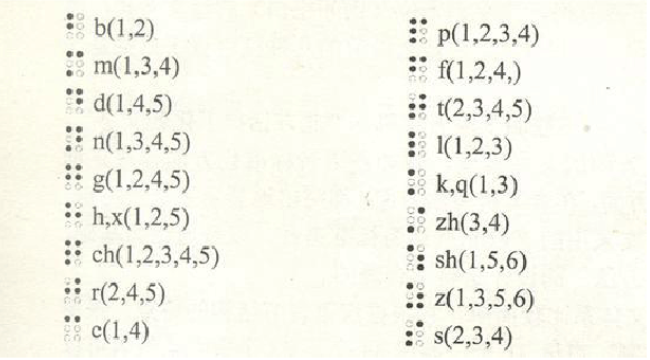 ⠃ b(1,2)
⠍ m(1,3,4)
⠙ d(1,4,5)
⠝ n(1,3,4,5)
⠛ g(1,2,4,5)
⠓ h,x(1,2,5)
⠟ ch(1,2,3,4,5)
⠚ r(2,4,5)
⠉ c(1,4)
⠏ p(1,2,3,4)
⠋ f(1,2,4,)
⠞ t(2,3,4,5)
⠇ l(1,2,3)
⠅ k,q(1,3)
⠌ zh(3,4)
⠱ sh(1,5,6)
⠵ z(1,3,5,6)
⠎ s(2,3,4)